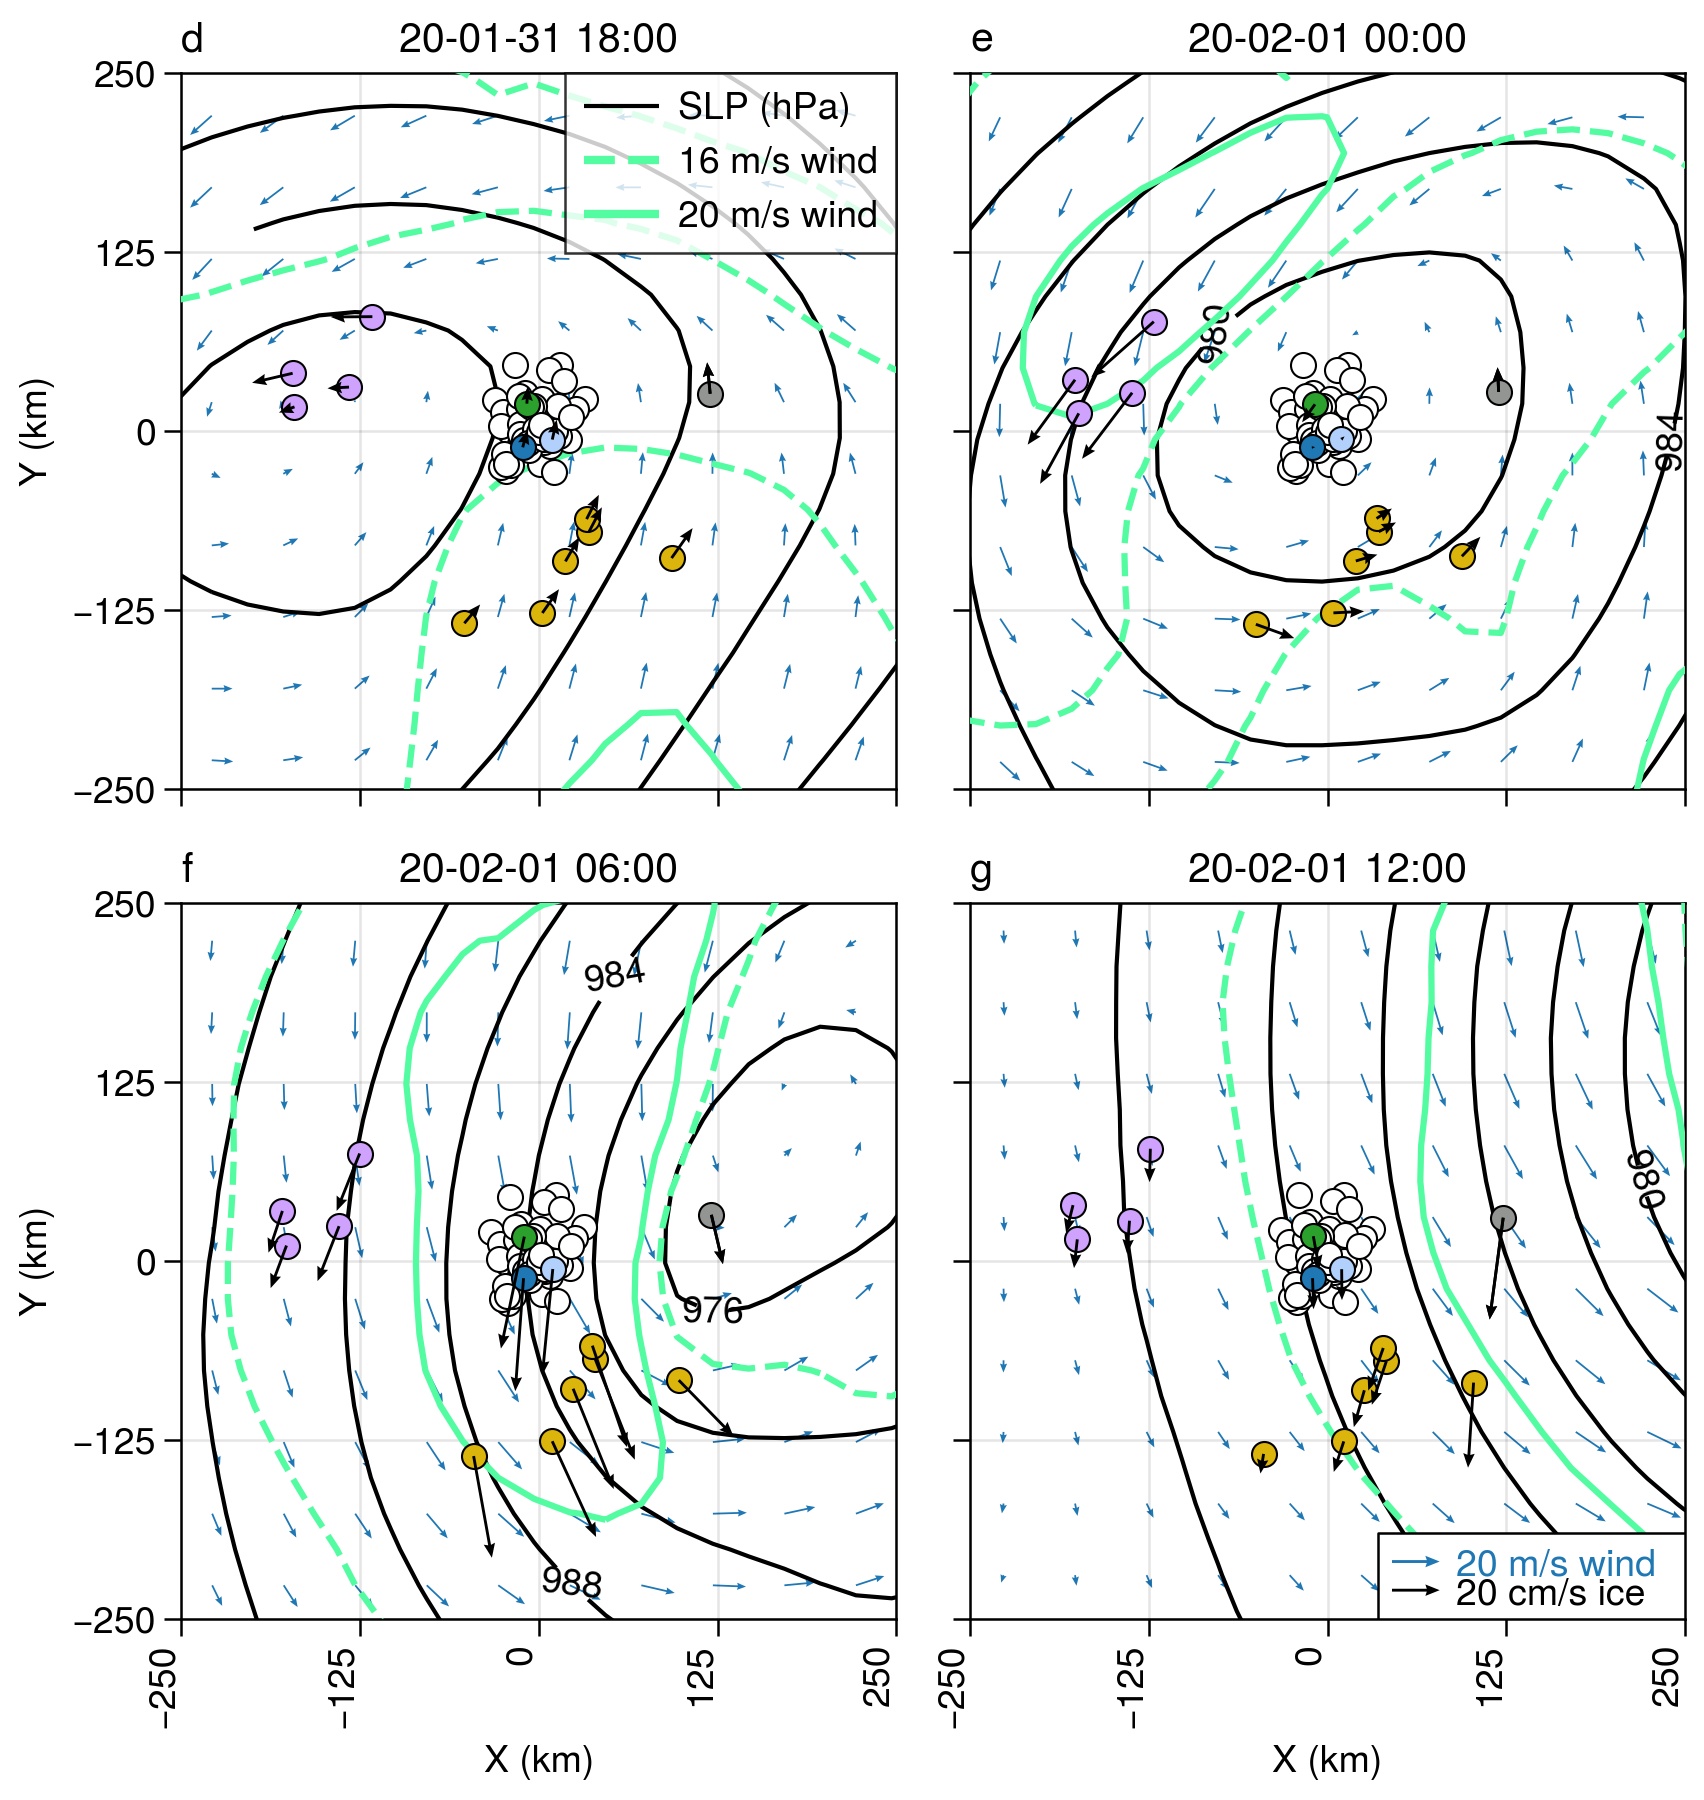 d 20-01-31 18:00
e 20-02-01 00:00
SLP (hPa)
16 m/s wind
20 m/s wind
250
125
0
−125
−250
Y (km)
980
984
f 20-02-01 06:00
g 20-02-01 12:00
250
125
0
−125
−250
Y (km)
984
976
988
980
20 m/s wind
20 cm/s ice
−250 −125 0 125 250
−250 −125 0 125 250
X (km)
X (km)